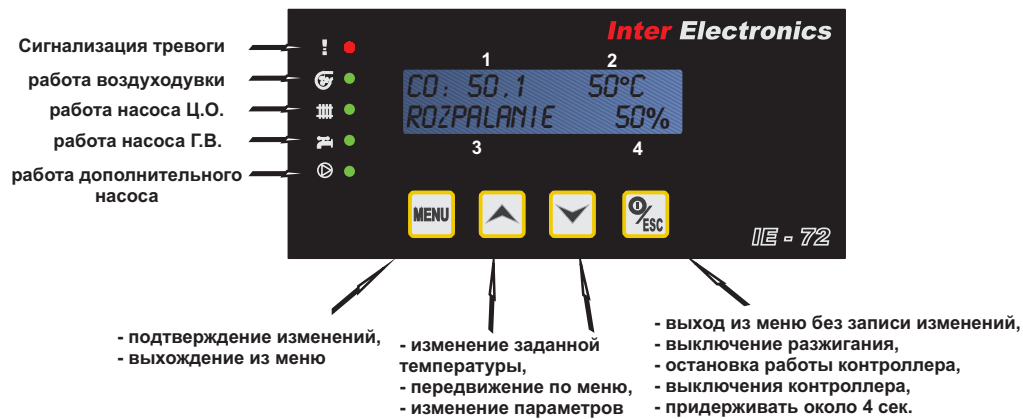 Inter Electronics
Сигнализация тревоги
!
работа воздуходувки
1 2
CO: 50.1 50°C
работа насоса Ц.О.
ROZPALANIE 50%
работа насоса Г.В.
3 4
работа дополнительного
насоса
MENU
ESC
IE - 72
- подтверждение изменений,
- выхождение из меню
- изменение заданной
температуры,
- передвижение по меню,
- изменение параметров
- выход из меню без записи изменений,
- выключение разжигания,
- остановка работы контроллера,
- выключения контроллера,
- придерживать около 4 сек.